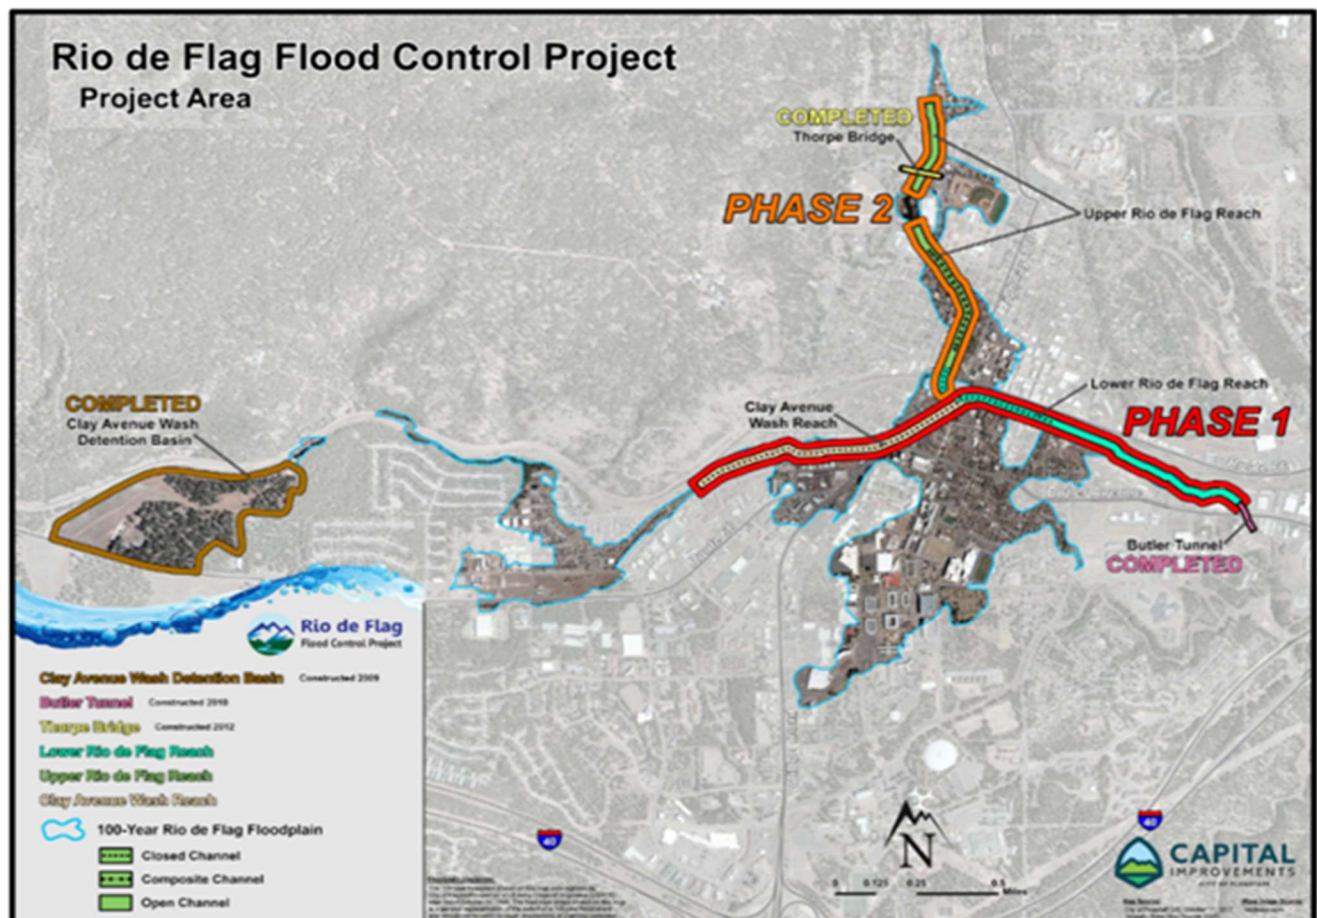 Rio de Flag Flood Control Project
Project Area
COMPLETED
Thorpe Bridge
PHASE 2
Upper Rio de Flag Reach
Lower Rio de Flag Reach
PHASE 1
Clay Avenue
Wash Reach
COMPLETED
Clay Avenue Wash
Detention Basin
Butler Tunnel
COMPLETED
Rio de Flag
Flood Control Project
Clay Avenue Wash Detention Basin Constructed 2009
Butler Tunnel Constructed
Thorpe Bridge Constructed 2012
Lower Rio de Flag Reach
Upper Rio de Flag Reach
Clay Avenue Wash Reach
100-Year Rio de Flag Floodplain
Closed Channel
Composite Channel
Open Channel
40
40
N
0 0.125 0.25 0.5
Miles
CAPITAL
IMPROVEMENTS
CITY OF FLAGSTAFF